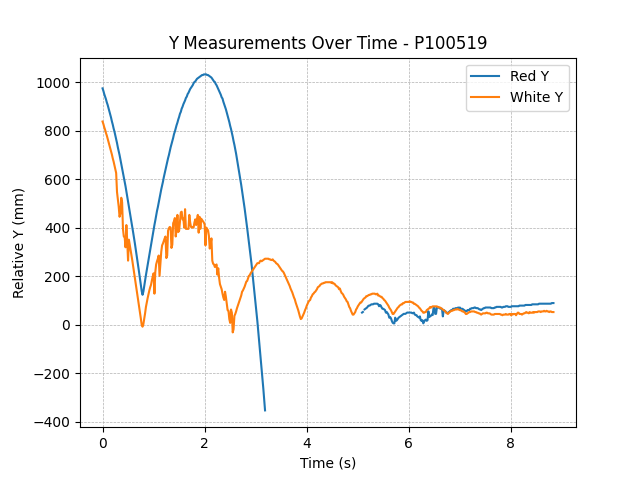 Y Measurements Over Time - P100519
Red Y
White Y
Relative Y (mm)
1000
800
600
400
200
0
−200
−400
0
2
4
6
8
Time (s)